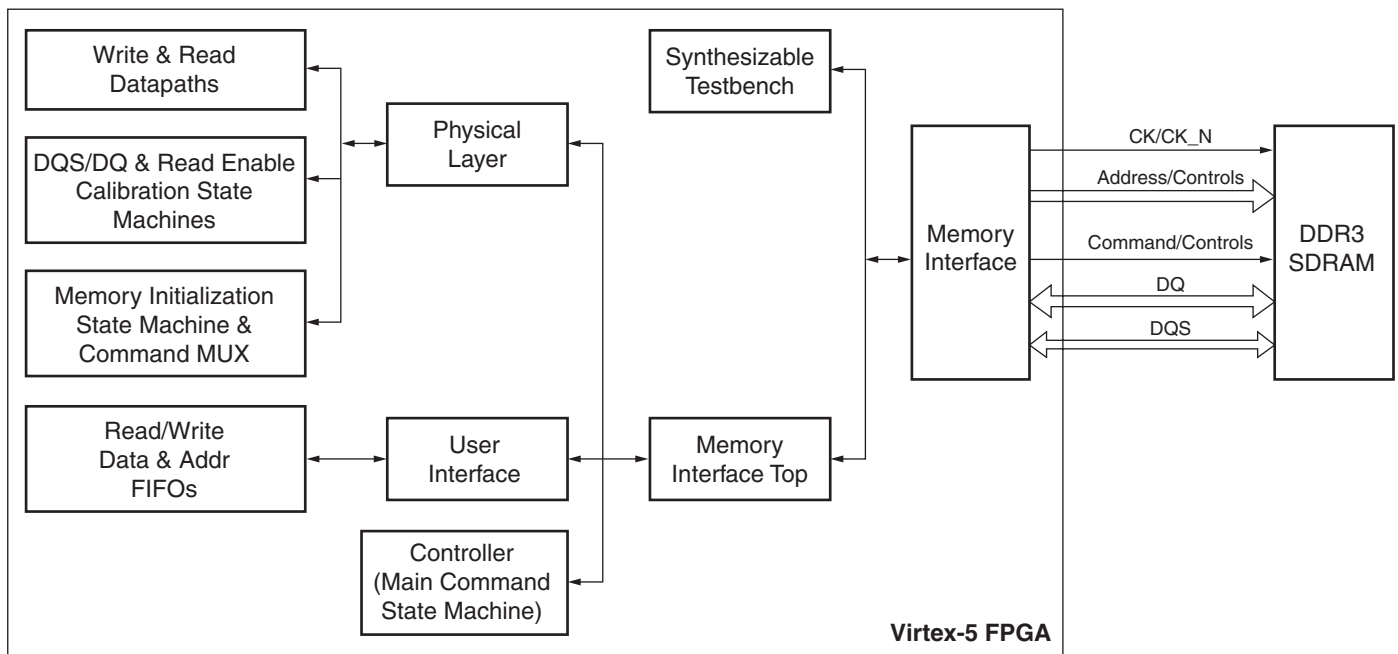 Write & Read
Datapaths
DQS/DQ & Read Enable
Calibration State
Machines
Memory Initialization
State Machine &
Command MUX
Read/Write
Data & Addr
FIFOs
Physical
Layer
User
Interface
Controller
(Main Command
State Machine)
Synthesizable
Testbench
Memory
Interface Top
Memory
Interface
CK/CK_N
Address/Controls
Command/Controls
DQ
DQS
DDR3
SDRAM
Virtex-5 FPGA